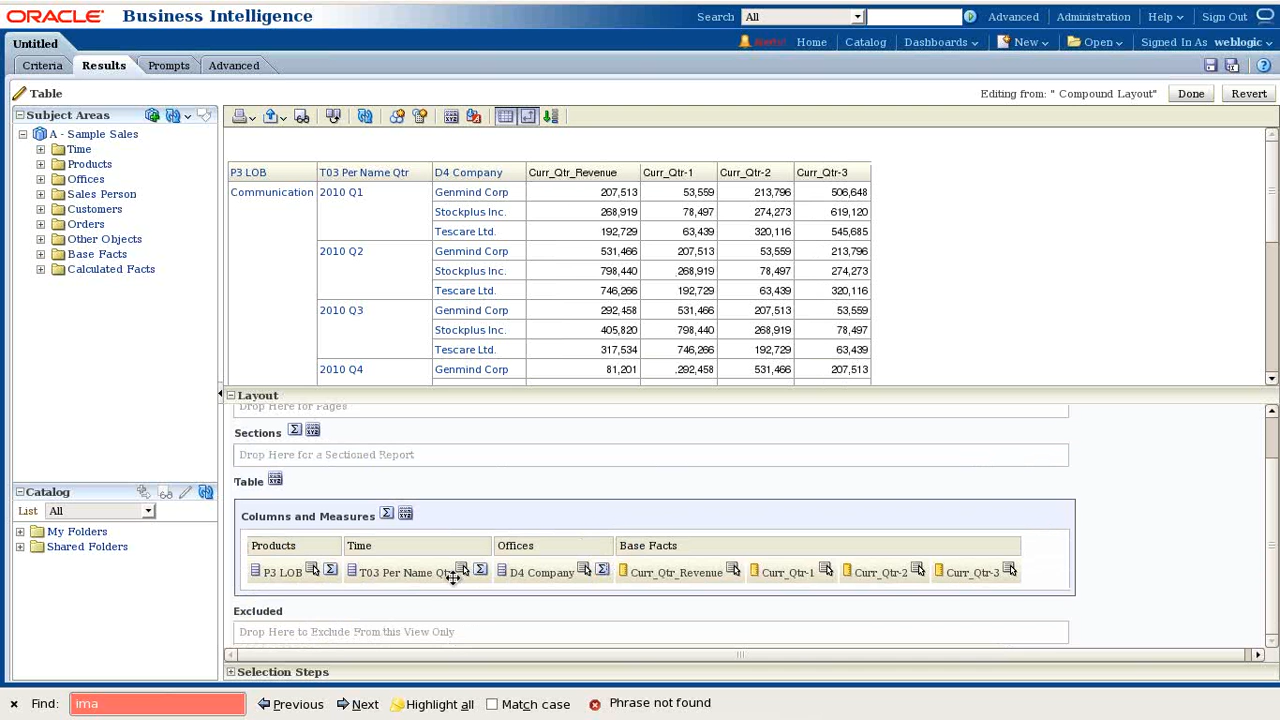 ORACLE Business Intelligence
Search All Advanced Administration Help Sign Out
Untitled
Home Catalog Dashboards New Open Signed In As weblogic
Criteria Results Prompts Advanced
Table
Editing from: " Compound Layout" Done Revert
Subject Areas
A - Sample Sales
Time
Products
Offices
Sales Person
Customers
Orders
Other Objects
Base Facts
Calculated Facts
P3 LOB T03 Per Name Qtr D4 Company Curr_Qtr_Revenue Curr_Qtr-1 Curr_Qtr-2 Curr_Qtr-3
Communication 2010 Q1 Genmind Corp 207,513 53,559 213,796 506,648
Stockplus Inc. 268,919 78,497 274,273 619,120
Tescare Ltd. 192,729 63,439 320,116 545,685
2010 Q2 Genmind Corp 531,466 207,513 53,559 213,796
Stockplus Inc. 798,440 268,919 78,497 274,273
Tescare Ltd. 746,266 192,729 63,439 320,116
2010 Q3 Genmind Corp 292,458 531,466 207,513 53,559
Stockplus Inc. 405,820 798,440 268,919 78,497
Tescare Ltd. 317,534 746,266 192,729 63,439
2010 Q4 Genmind Corp 81,201 292,458 531,466 207,513
Layout
Drop Here for Pages
Sections
Drop Here for a Sectioned Report
Table
Columns and Measures
Products Time Offices Base Facts
P3 LOB T03 Per Name Qtr D4 Company Curr_Qtr_Revenue Curr_Qtr-1 Curr_Qtr-2 Curr_Qtr-3
Excluded
Drop Here to Exclude From this View Only
Catalog
List All
My Folders
Shared Folders
Selection Steps
Find: ima Previous Next Highlight all Match case Phrase not found